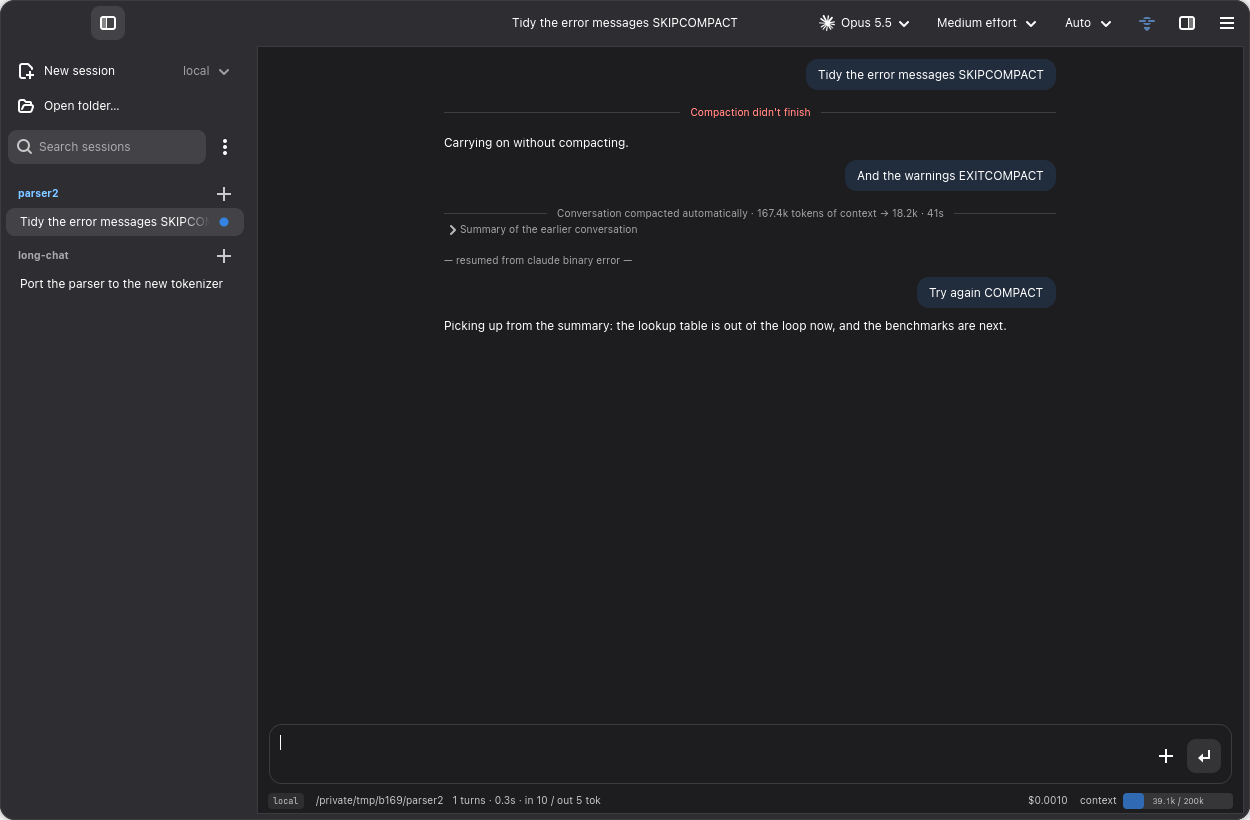 Tidy the error messages SKIPCOMPACT
Opus 5.5
Medium effort
Auto
New session
local
Open folder...
Search sessions
parser2
Tidy the error messages SKIPCO
long-chat
Port the parser to the new tokenizer
Tidy the error messages SKIPCOMPACT
Compaction didn't finish
Carrying on without compacting.
And the warnings EXITCOMPACT
Conversation compacted automatically · 167.4k tokens of context → 18.2k · 41s
Summary of the earlier conversation
— resumed from claude binary error —
Try again COMPACT
Picking up from the summary: the lookup table is out of the loop now, and the benchmarks are next.
local
/private/tmp/b169/parser2
1 turns · 0.3s · in 10 / out 5 tok
$0.0010
context
39.1k / 200k